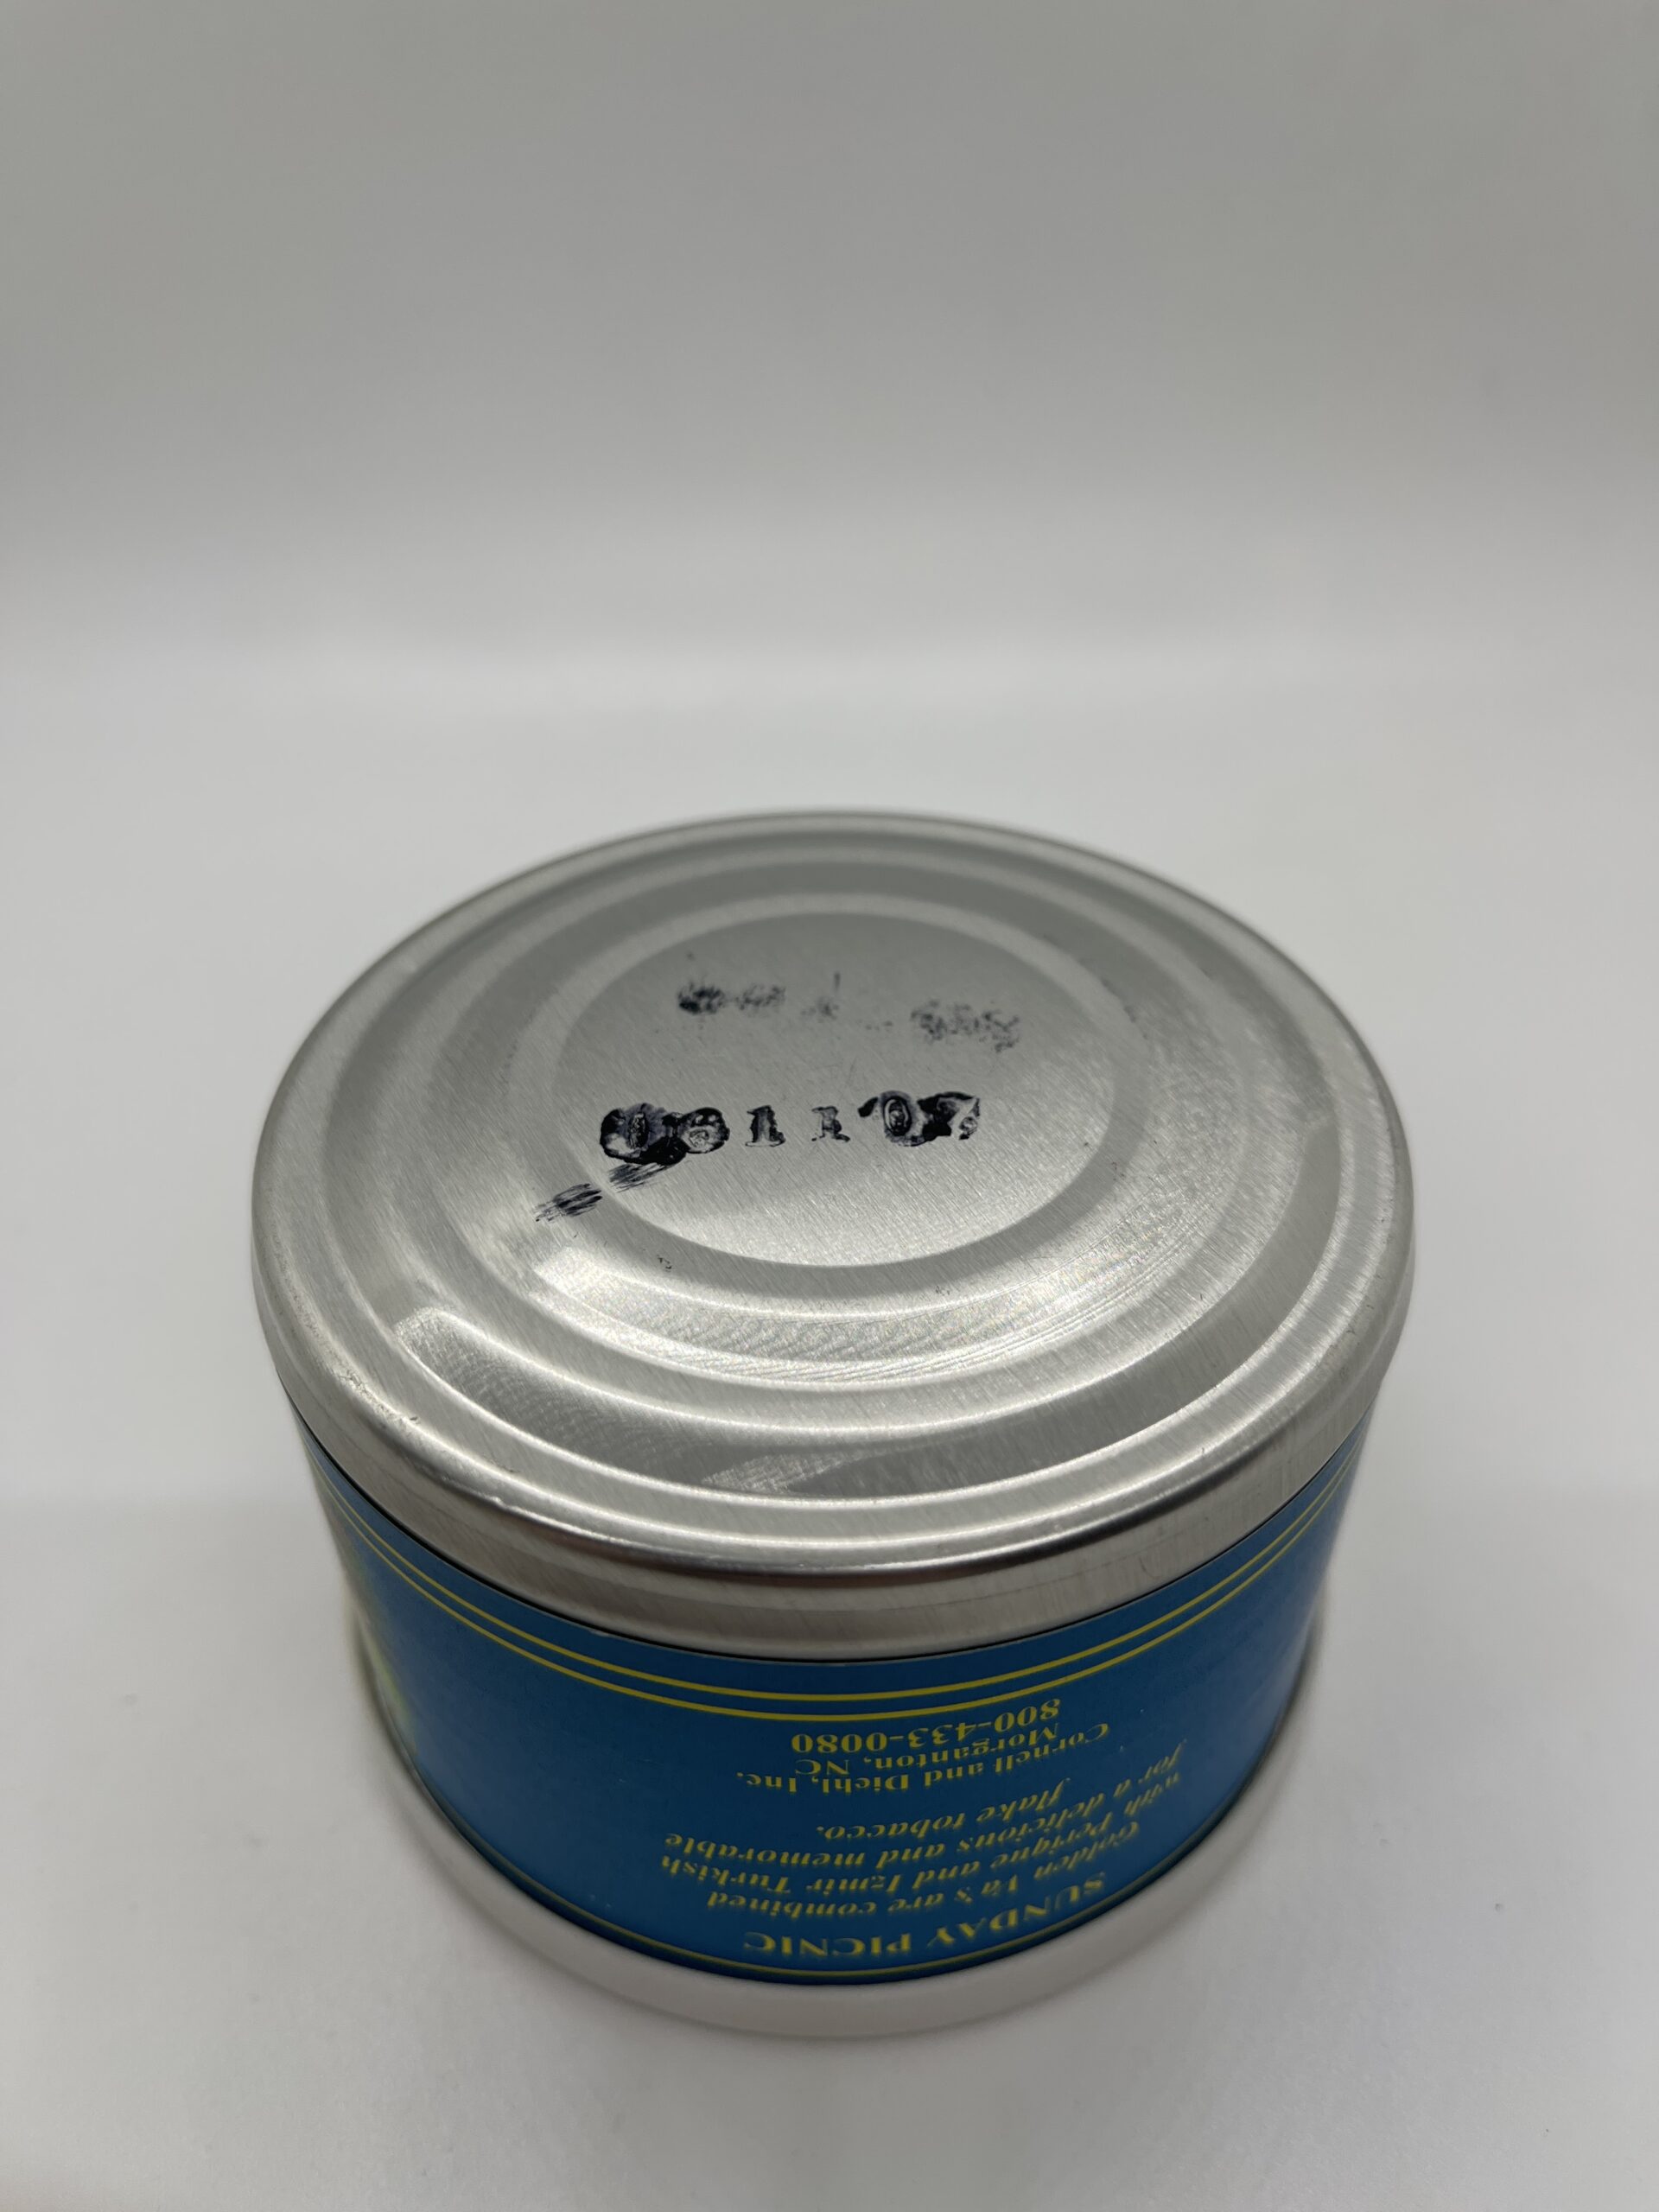 061107
SUNDAY PICNIC
Golden Va's are combined
with Perique and Izmir Turkish
for a delicious and memorable
flake tobacco.
Cornell and Diehl, Inc.
Morganton, NC
800-433-0080